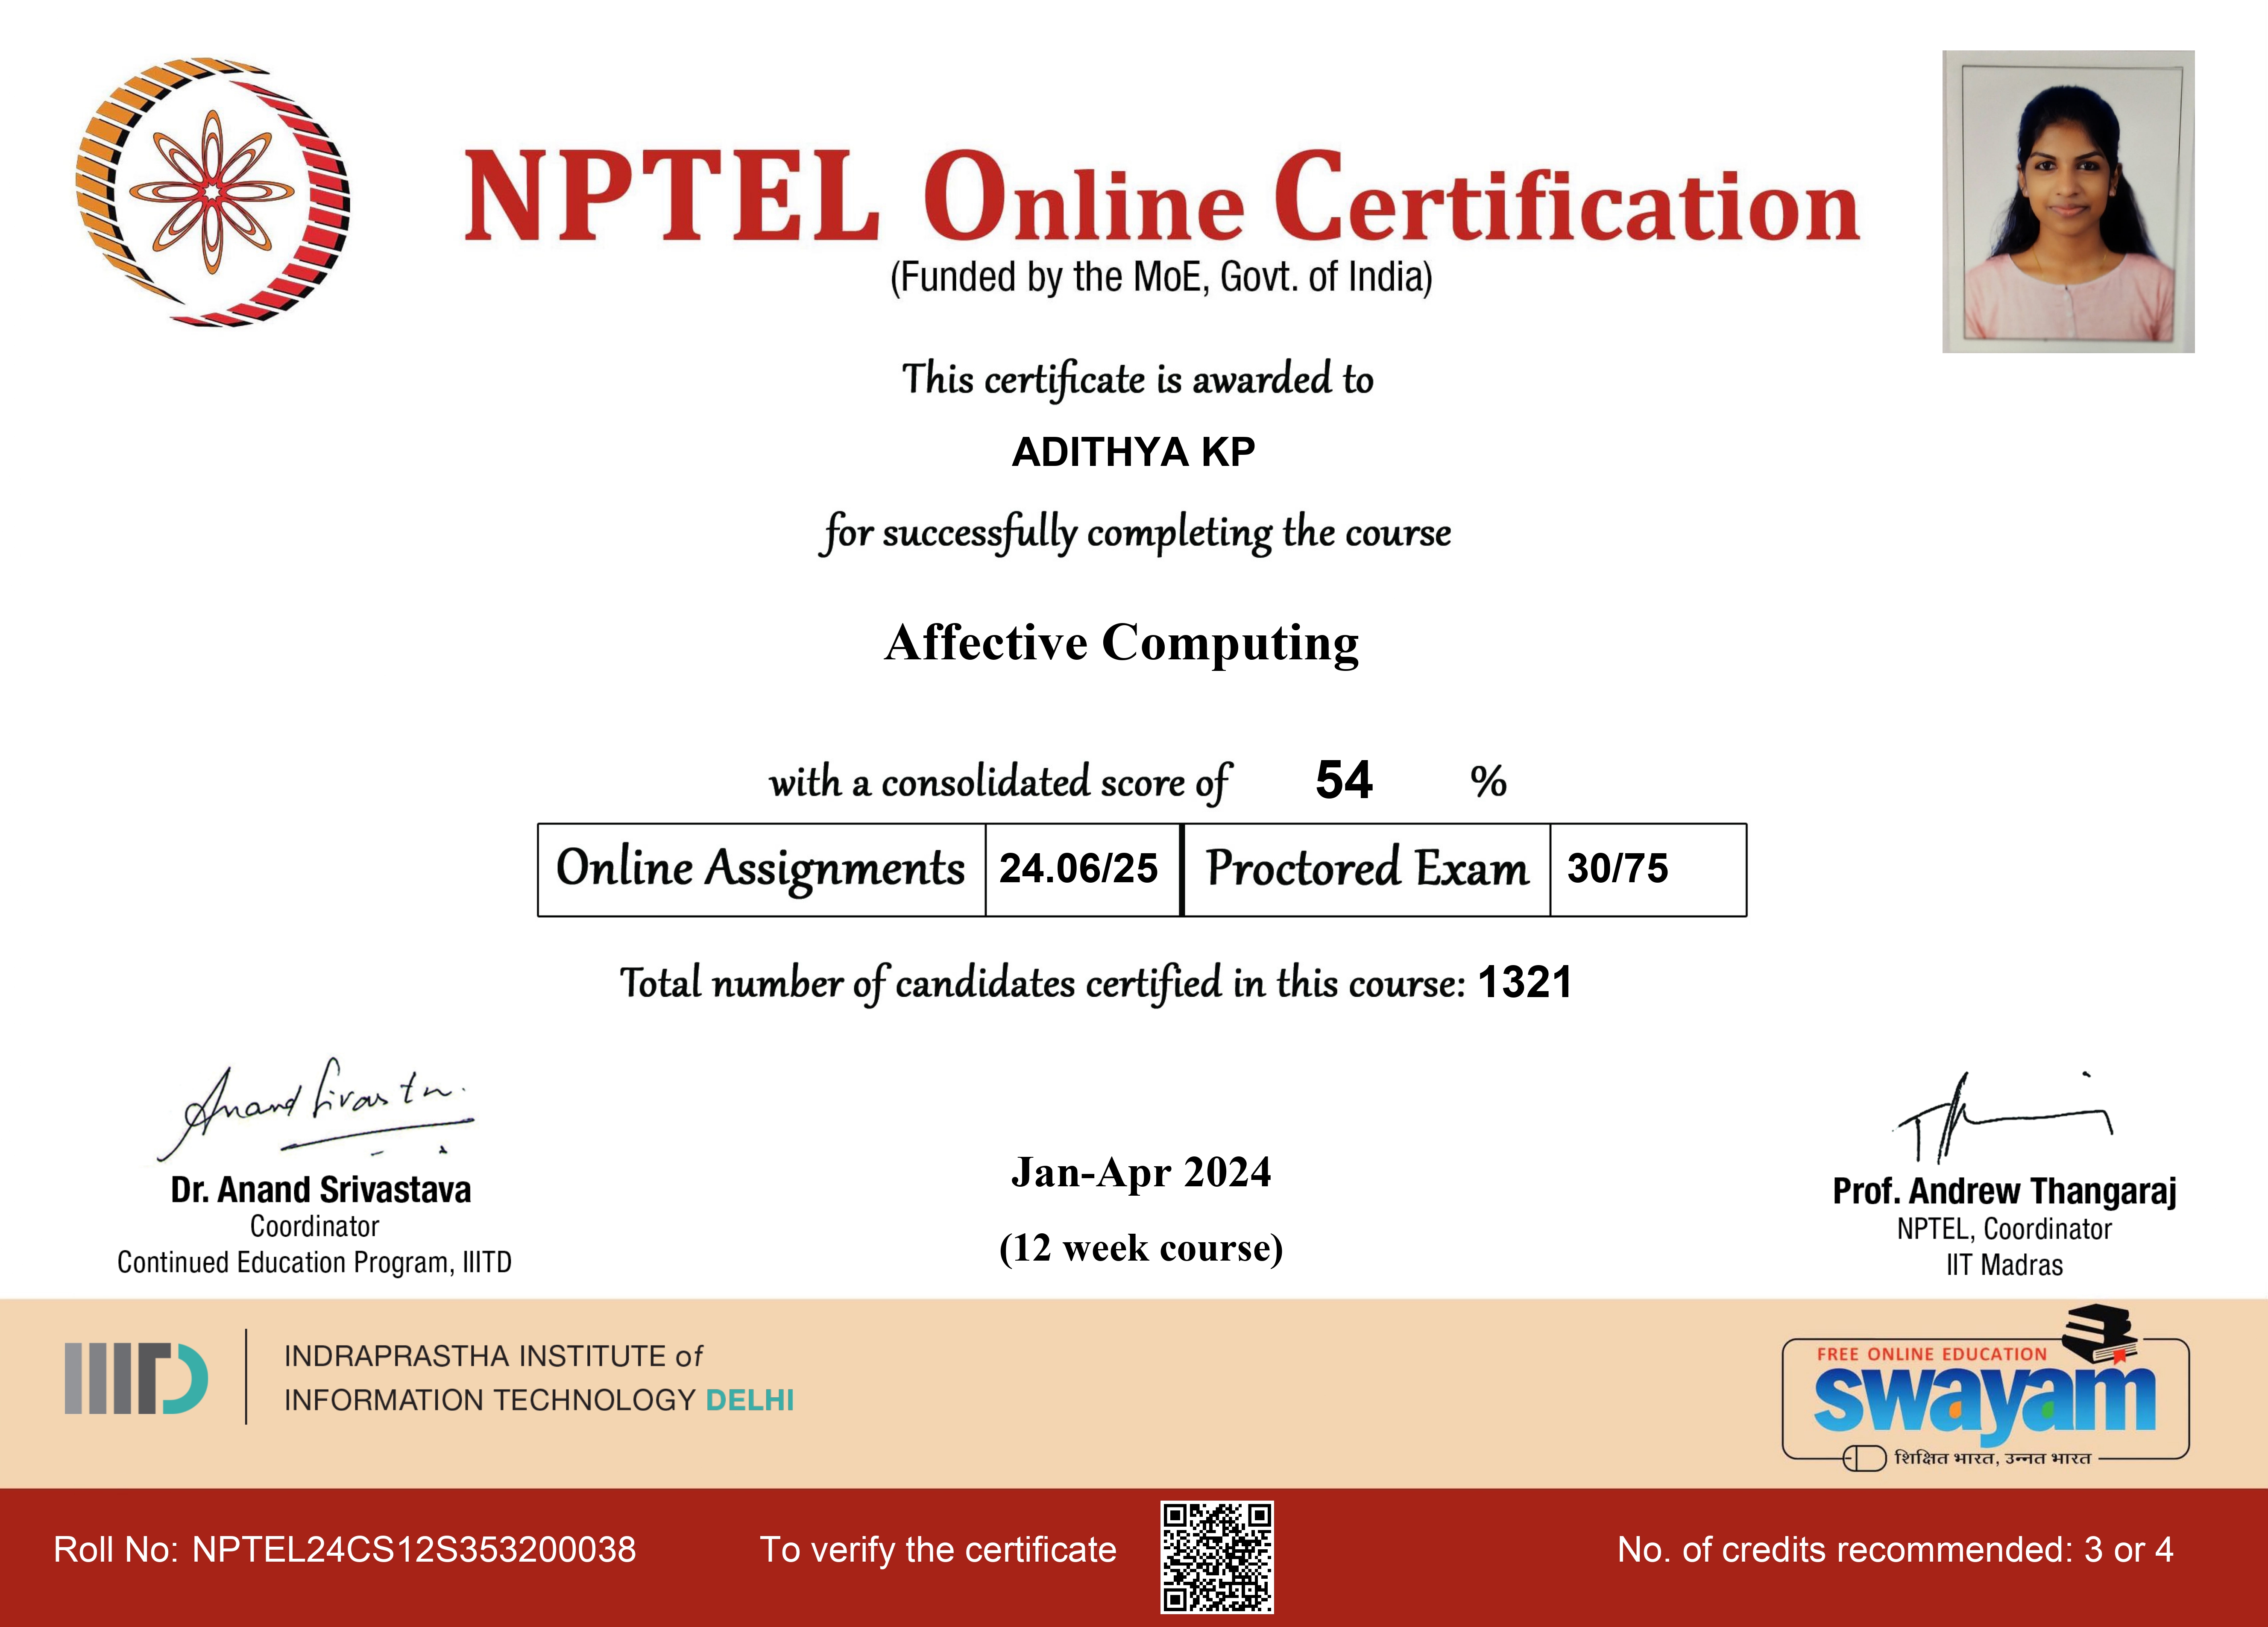 NPTEL Online Certification
(Funded by the MoE, Govt. of India)
This certificate is awarded to
ADITHYA KP
for successfully completing the course
Affective Computing
with a consolidated score of 54 %
Online Assignments 24.06/25 Proctored Exam 30/75
Total number of candidates certified in this course: 1321
Anand Srivastava
Dr. Anand Srivastava
Coordinator
Continued Education Program, IIITD
Jan-Apr 2024
(12 week course)
Prof. Andrew Thangaraj
NPTEL, Coordinator
IIT Madras
IIITD
INDRAPRASTHA INSTITUTE of
INFORMATION TECHNOLOGY DELHI
FREE ONLINE EDUCATION
swayam
शिक्षित भारत, उन्नत भारत
Roll No: NPTEL24CS12S353200038 To verify the certificate No. of credits recommended: 3 or 4